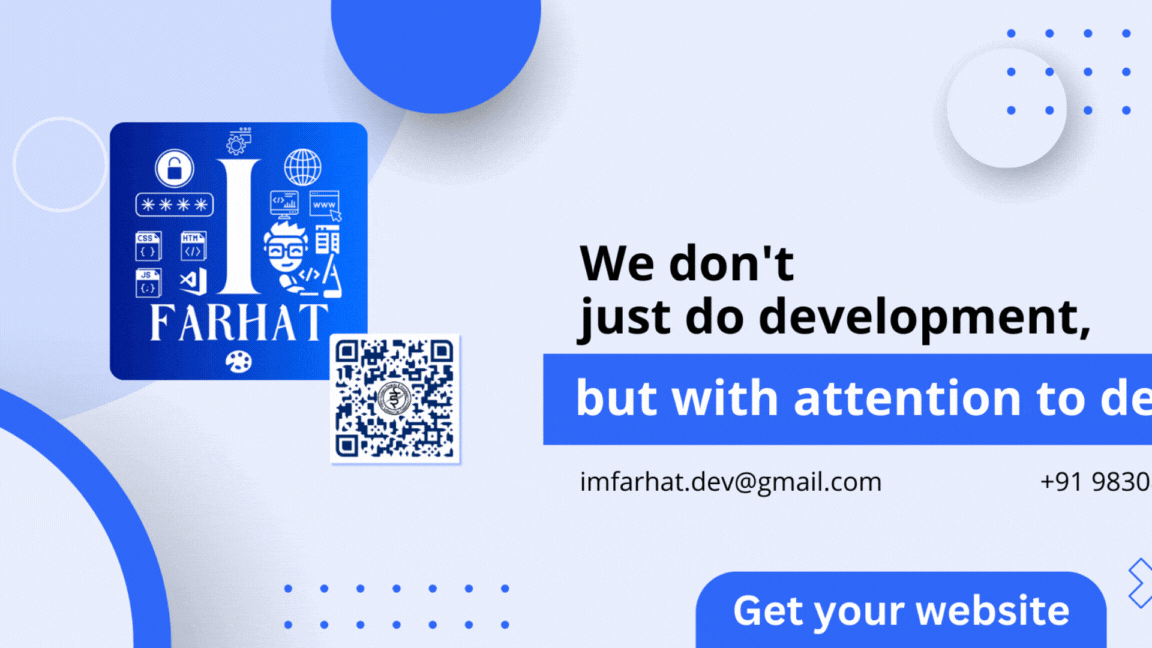 * * * *
</>
WWW
CSS
{ }
HTML
</>
JS
{.}
</>
I
FARHAT
We don't
just do development,
but with attention to de
imfarhat.dev@gmail.com
+91 9830
Get your website